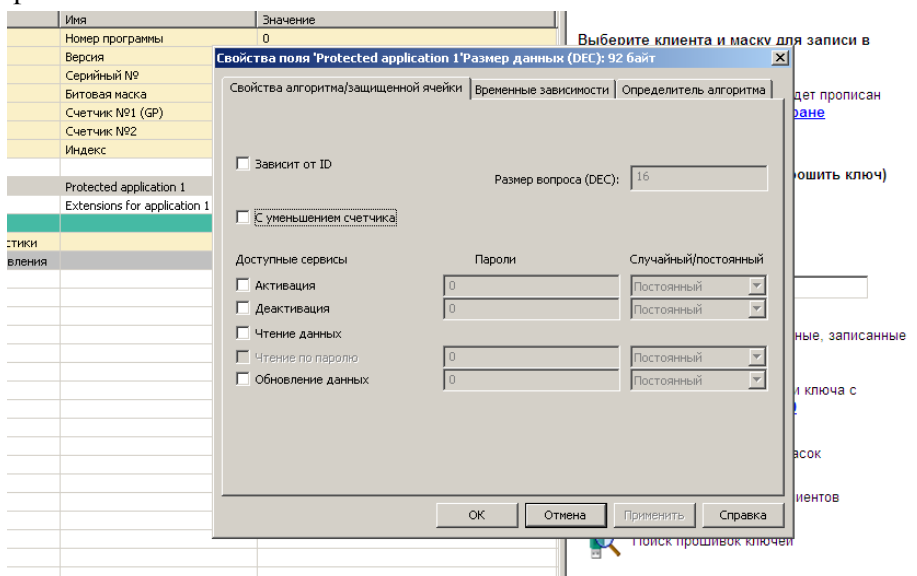 Имя Значение
Номер программы 0
Версия
Серийный №
Битовая маска
Счетчик №1 (GP)
Счетчик №2
Индекс
Protected application 1
Extensions for application 1
стики
вления
Свойства поля 'Protected application 1'Размер данных (DEC): 92 байт
Свойства алгоритма/защищенной ячейки Временные зависимости Определитель алгоритма
Зависит от ID
Размер вопроса (DEC): 16
С уменьшением счетчика
Доступные сервисы Пароли Случайный/постоянный
Активация 0 Постоянный
Деактивация 0 Постоянный
Чтение данных
Чтение по паролю 0 Постоянный
Обновление данных 0 Постоянный
ОК Отмена Применить Справка
Выберите клиента и маску для записи в
дет прописан
ране
ошить ключ)
ные, записанные
и ключа с
асок
иентов
Поиск прошивок ключей